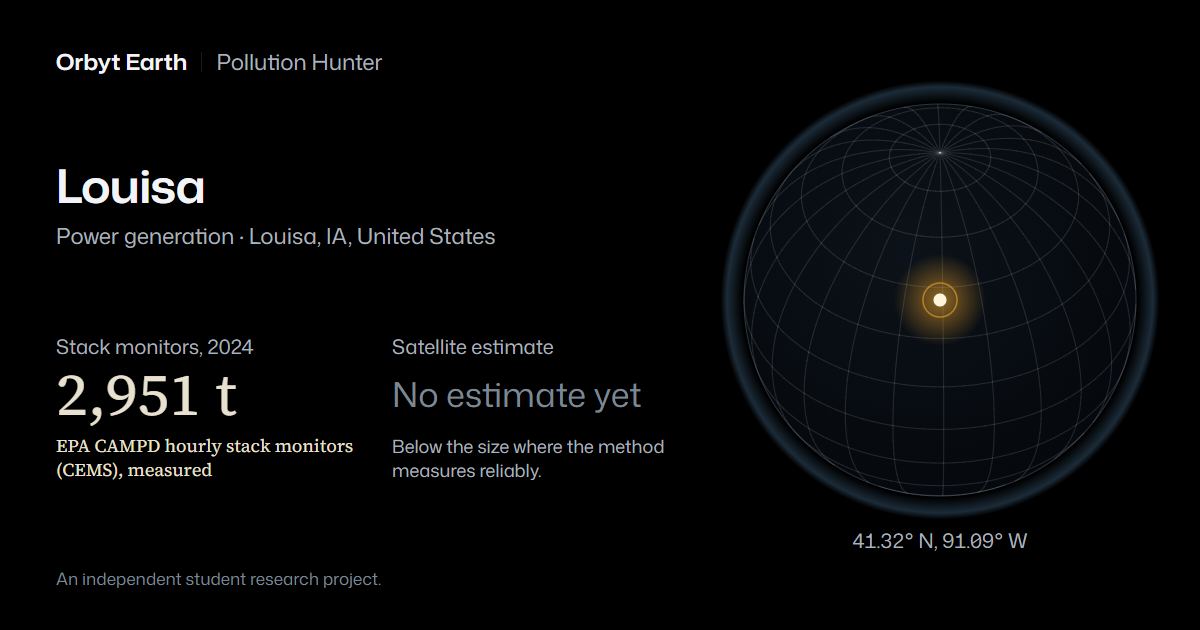 Orbyt Earth | Pollution Hunter
Louisa
Power generation · Louisa, IA, United States
Stack monitors, 2024
2,951 t
EPA CAMPD hourly stack monitors
(CEMS), measured
Satellite estimate
No estimate yet
Below the size where the method
measures reliably.
41.32° N, 91.09° W
An independent student research project.